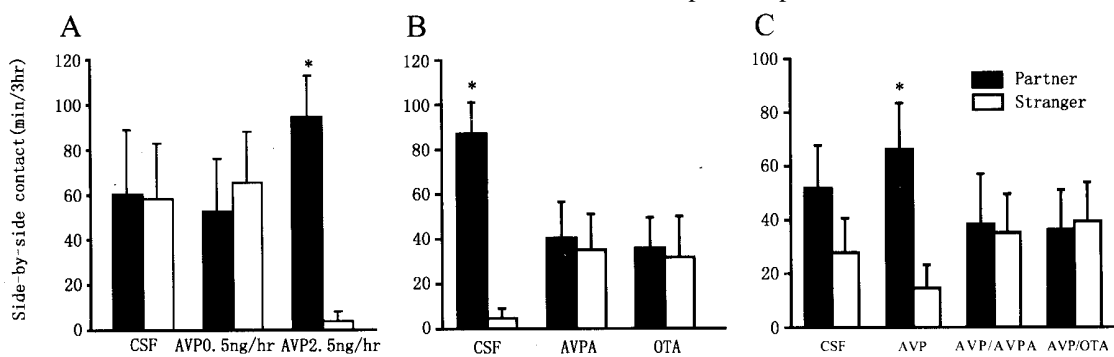 A
B
C
Side-by-side contact(min/3hr)
120
100
80
60
40
20
0
CSF
AVP0.5ng/hr
AVP2.5ng/hr
*
120
100
80
60
40
20
0
CSF
AVPA
OTA
*
100
80
60
40
20
0
CSF
AVP
AVP/AVPA
AVP/OTA
*
Partner
Stranger